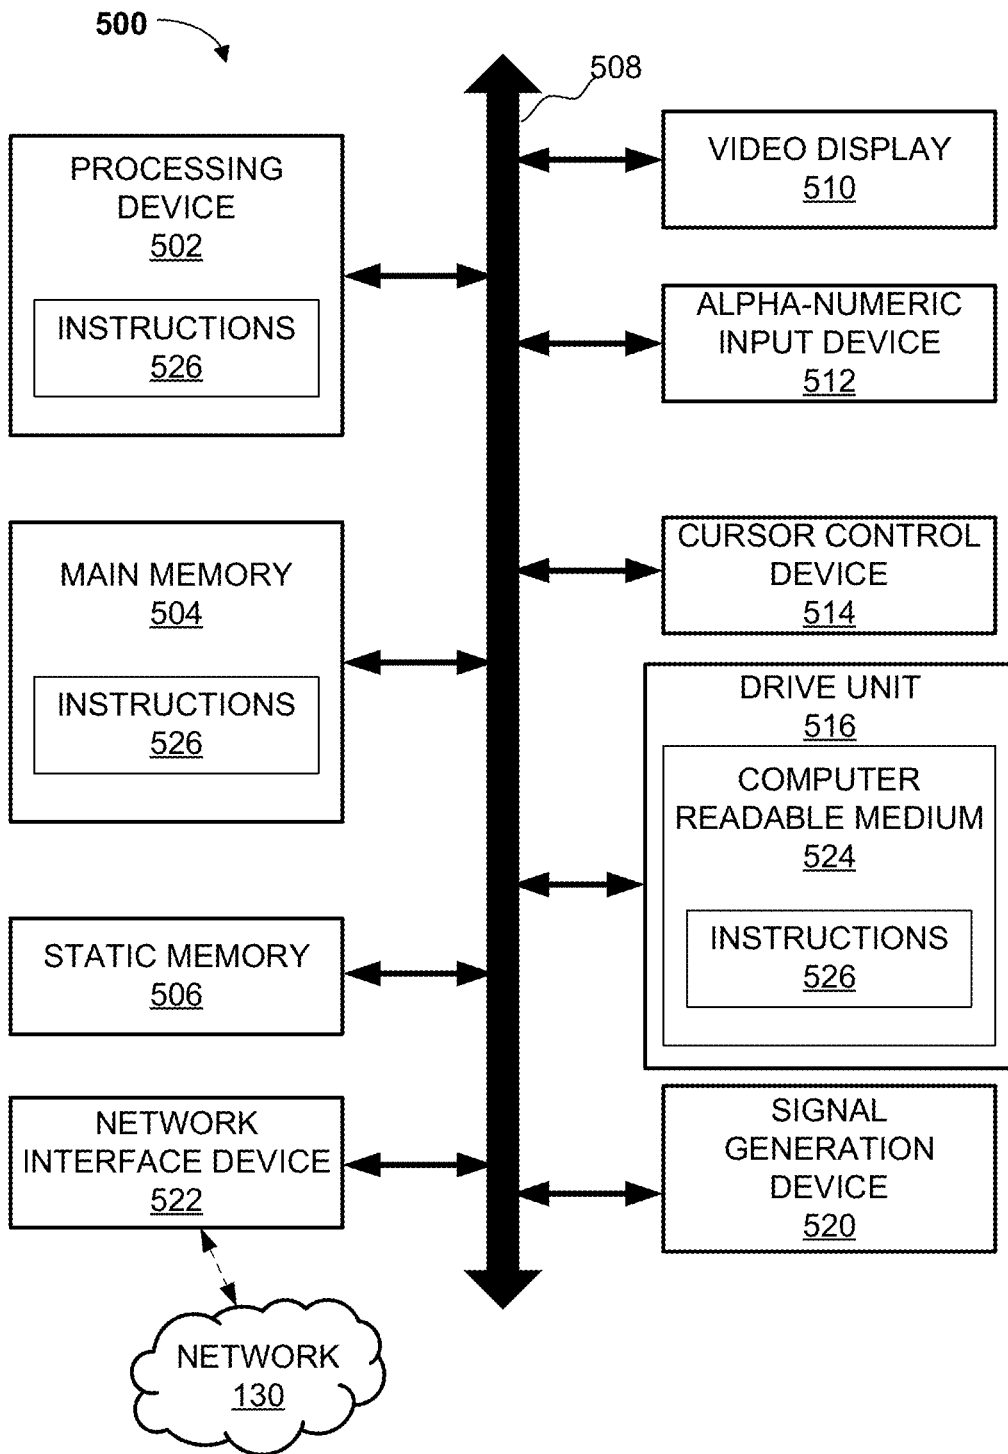 500
508
PROCESSING
DEVICE
502
INSTRUCTIONS
526
MAIN MEMORY
504
INSTRUCTIONS
526
STATIC MEMORY
506
NETWORK
INTERFACE DEVICE
522
NETWORK
130
VIDEO DISPLAY
510
ALPHA-NUMERIC
INPUT DEVICE
512
CURSOR CONTROL
DEVICE
514
DRIVE UNIT
516
COMPUTER
READABLE MEDIUM
524
INSTRUCTIONS
526
SIGNAL
GENERATION
DEVICE
520